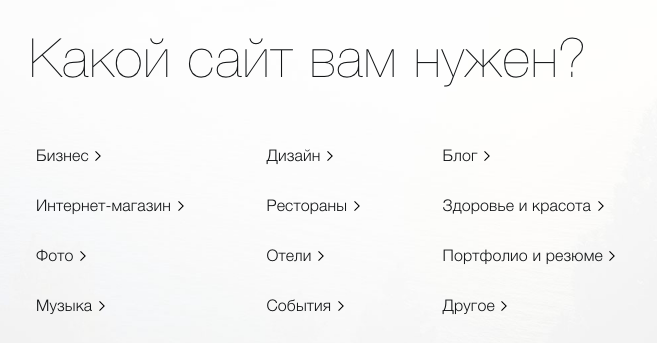 Какой сайт вам нужен?
Бизнес >
Дизайн >
Блог >
Интернет-магазин >
Рестораны >
Здоровье и красота >
Фото >
Отели >
Портфолио и резюме >
Музыка >
События >
Другое >